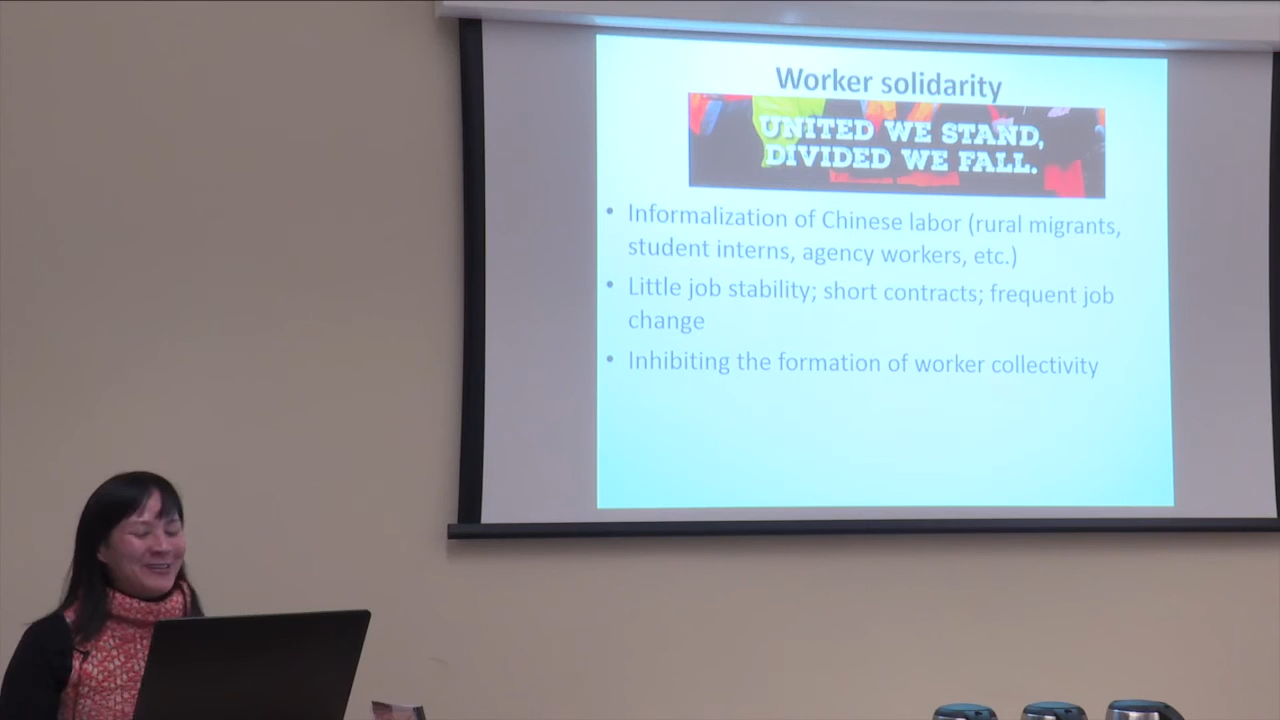 Worker solidarity
UNITED WE STAND,
DIVIDED WE FALL.
• Informalization of Chinese labor (rural migrants,
student interns, agency workers, etc.)
• Little job stability; short contracts; frequent job
change
• Inhibiting the formation of worker collectivity